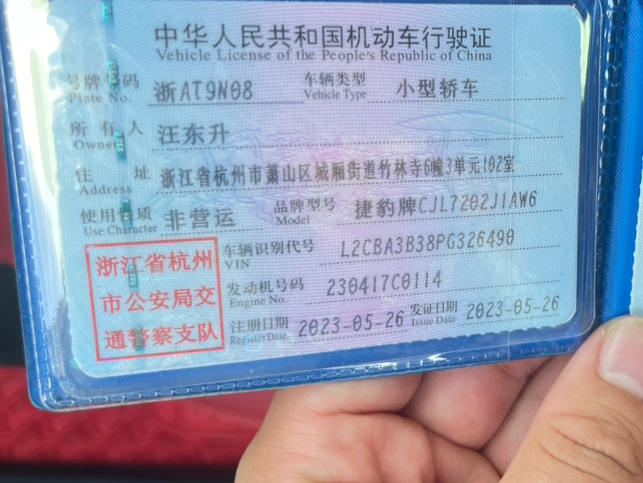 中华人民共和国机动车行驶证
Vehicle License of the People's Republic of China
号牌号码 浙AT9N08 车辆类型 小型轿车
Plate No. Vehicle Type
所有人 汪东升
Owner
住址 浙江省杭州市萧山区城厢街道竹林寺6幢3单元102室
Address
使用性质 非营运 品牌型号 捷豹牌CJL7202J1AW6
Use Character Model
浙江省杭州
市公安局交
通警察支队
车辆识别代号 L2CBA3B38PG326490
VIN
发动机号码 230417C0114
Engine No.
注册日期 2023-05-26 发证日期 2023-05-26
Register Date Issue Date